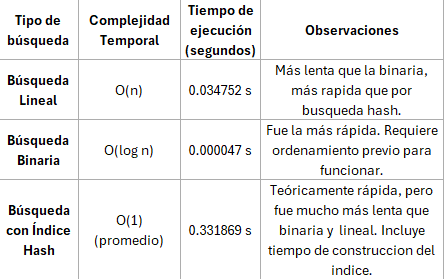 Tipo de búsqueda
Complejidad Temporal
Tiempo de ejecución (segundos)
Observaciones
Búsqueda Lineal
O(n)
0.034752 s
Más lenta que la binaria,
más rapida que por
busqueda hash.
Búsqueda Binaria
O(log n)
0.000047 s
Fue la más rápida. Requiere
ordenamiento previo para
funcionar.
Búsqueda con Índice Hash
O(1) (promedio)
0.331869 s
Teóricamente rápida, pero
fue mucho más lenta que
binaria y lineal. Incluye
tiempo de construccion del
indice.